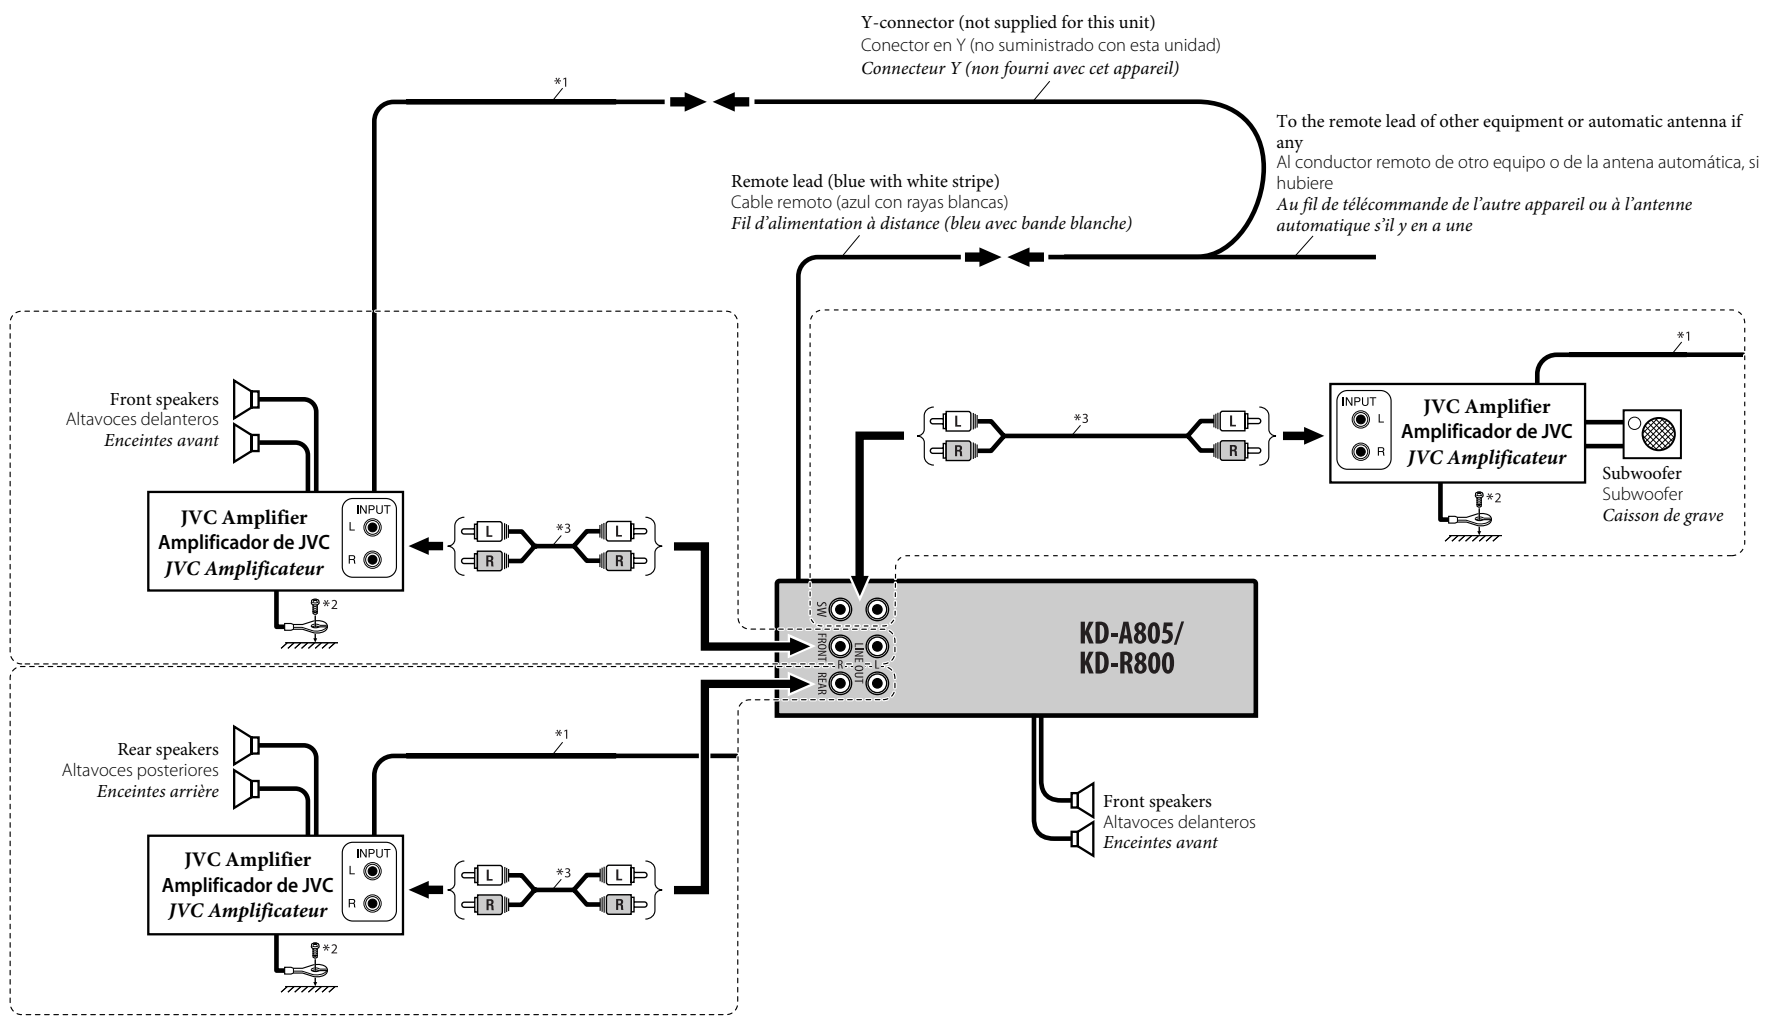 Y-connector (not supplied for this unit)
Conector en Y (no suministrado con esta unidad)
Connecteur Y (non fourni avec cet appareil)
*1
To the remote lead of other equipment or automatic antenna if
any
Al conductor remoto de otro equipo o de la antena automática, si
hubiere
Au fil de télécommande de l'autre appareil ou à l'antenne
automatique s'il y en a une
Remote lead (blue with white stripe)
Cable remoto (azul con rayas blancas)
Fil d'alimentation à distance (bleu avec bande blanche)
Front speakers
Altavoces delanteros
Enceintes avant
JVC Amplifier
Amplificador de JVC
JVC Amplificateur
INPUT
L
R
*2
L
R
*3
L
R
*1
L
R
*3
L
R
INPUT
L
R
JVC Amplifier
Amplificador de JVC
JVC Amplificateur
Subwoofer
Subwoofer
Caisson de grave
*2
SW
FRONT
REAR
R
LINE OUT
L
KD-A805/
KD-R800
Rear speakers
Altavoces posteriores
Enceintes arrière
*1
JVC Amplifier
Amplificador de JVC
JVC Amplificateur
INPUT
L
R
*2
L
R
*3
L
R
Front speakers
Altavoces delanteros
Enceintes avant